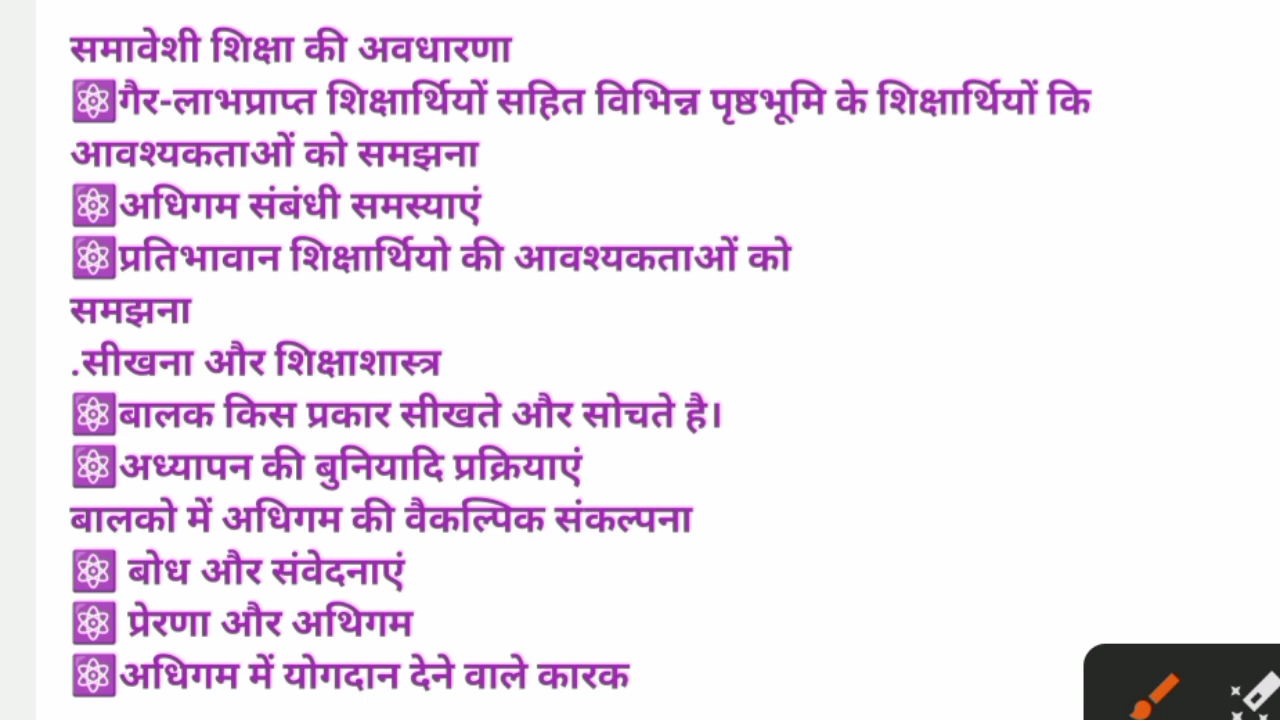 समावेशी शिक्षा की अवधारणा
⚛️गैर-लाभप्राप्त शिक्षार्थियों सहित विभिन्न पृष्ठभूमि के शिक्षार्थियों कि
आवश्यकताओं को समझना
⚛️अधिगम संबंधी समस्याएं
⚛️प्रतिभावान शिक्षार्थियो की आवश्यकताओं को
समझना
.सीखना और शिक्षाशास्त्र
⚛️बालक किस प्रकार सीखते और सोचते है।
⚛️अध्यापन की बुनियादि प्रक्रियाएं
बालको में अधिगम की वैकल्पिक संकल्पना
⚛️ बोध और संवेदनाएं
⚛️ प्रेरणा और अथिगम
⚛️अधिगम में योगदान देने वाले कारक